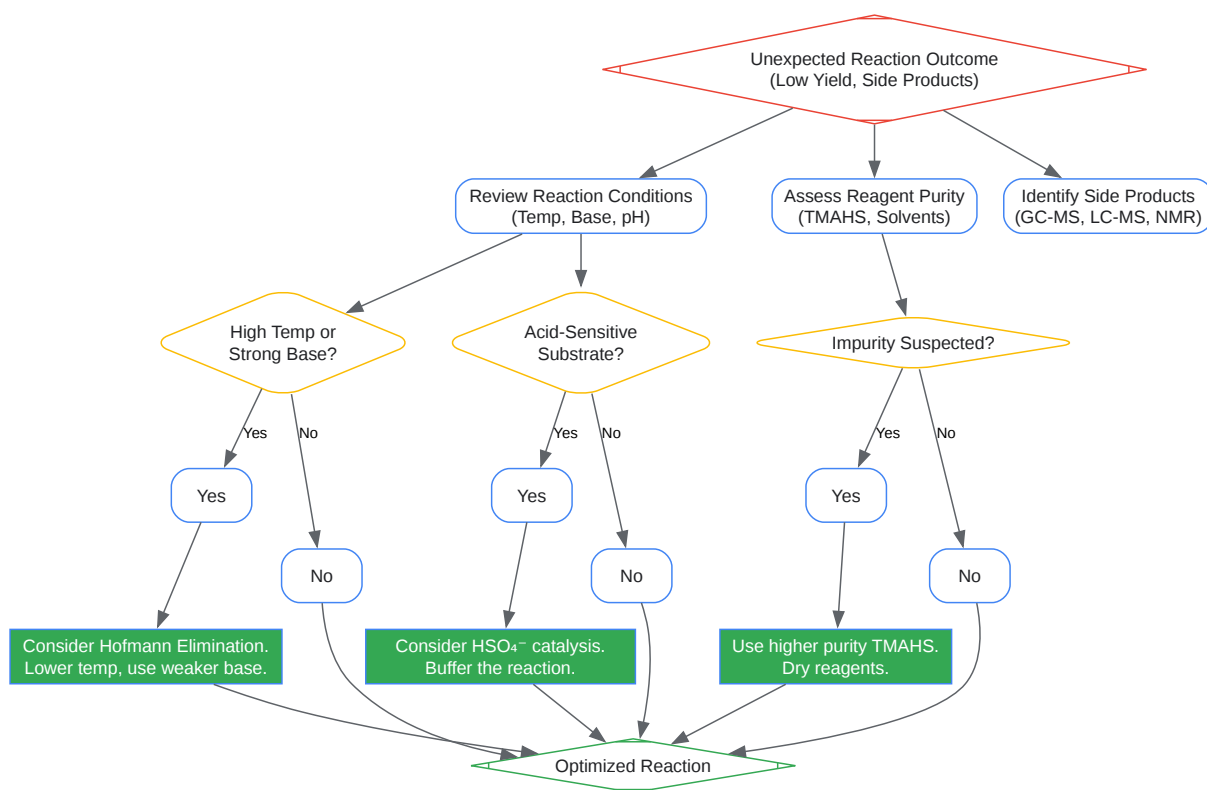 Unexpected Reaction Outcome
(Low Yield, Side Products)
Review Reaction Conditions
(Temp, Base, pH)
Assess Reagent Purity
(TMAHS, Solvents)
Identify Side Products
(GC-MS, LC-MS, NMR)
High Temp or
Strong Base?
Acid-Sensitive
Substrate?
Impurity Suspected?
Yes
No
Yes
No
Yes
No
Yes
Yes
Yes
No
No
No
Consider Hofmann Elimination.
Lower temp, use weaker base.
Consider HSO₄⁻ catalysis.
Buffer the reaction.
Use higher purity TMAHS.
Dry reagents.
Optimized Reaction